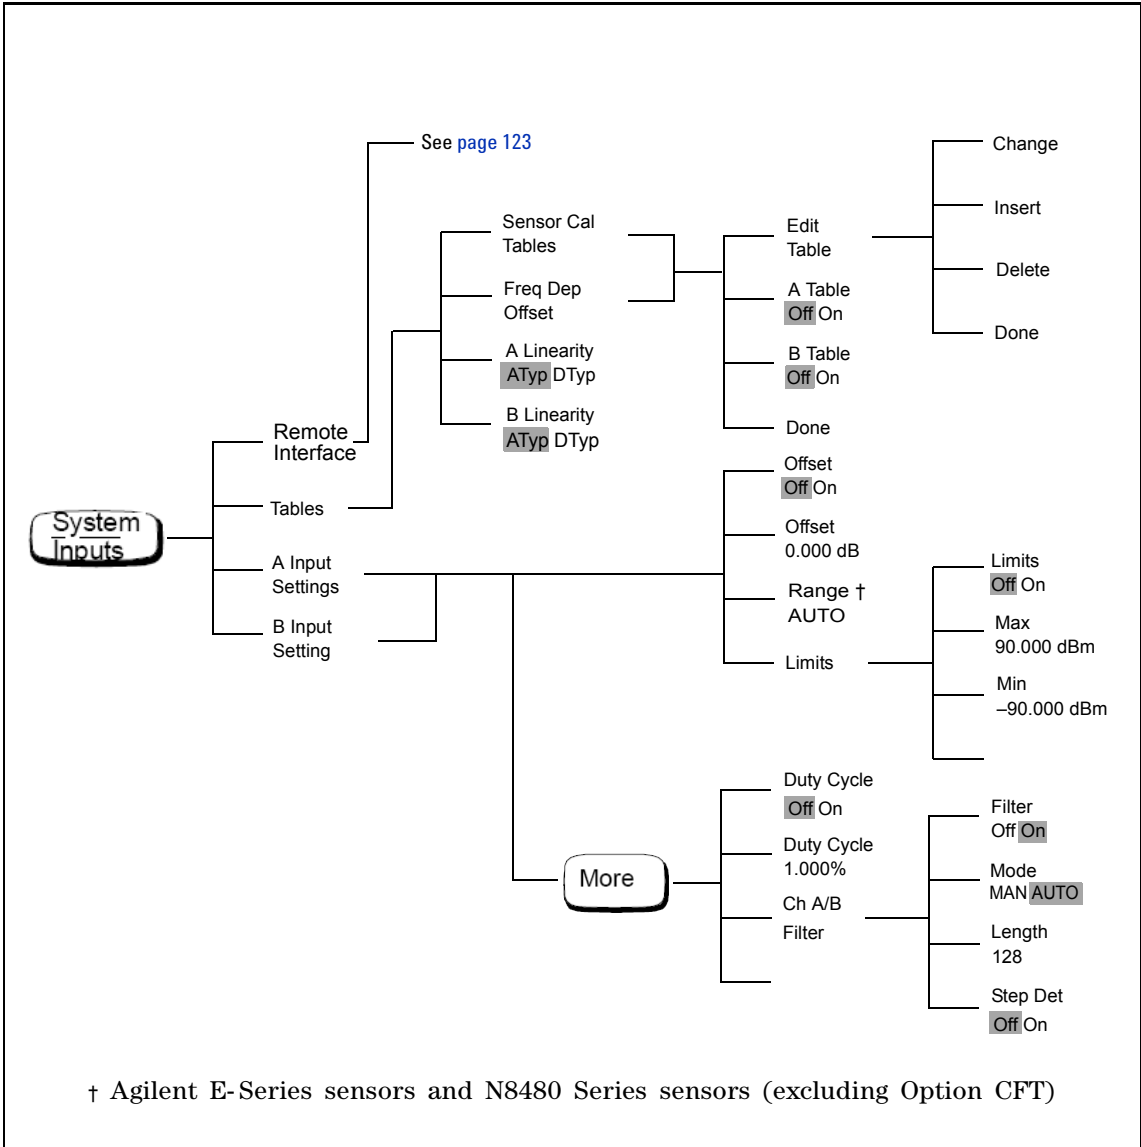 See page 123
Change
Insert
Delete
Done
Sensor Cal
Tables
Freq Dep
Offset
A Linearity
ATyp DTyp
B Linearity
ATyp DTyp
Edit
Table
A Table
Off On
B Table
Off On
Done
Remote
Interface
Tables
System
Inputs
A Input
Settings
B Input
Setting
Offset
Off On
Offset
0.000 dB
Range †
AUTO
Limits
Limits
Off On
Max
90.000 dBm
Min
–90.000 dBm
More
Duty Cycle
Off On
Duty Cycle
1.000%
Ch A/B
Filter
Filter
Off On
Mode
MAN AUTO
Length
128
Step Det
Off On
† Agilent E-Series sensors and N8480 Series sensors (excluding Option CFT)